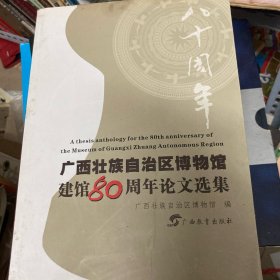 八十周年
A thesis anthology for the 80th anniversary of
the Museum of Guangxi Zhuang Autonomous Region
广西壮族自治区博物馆
建馆80周年论文选集
广西壮族自治区博物馆 编
广西教育出版社